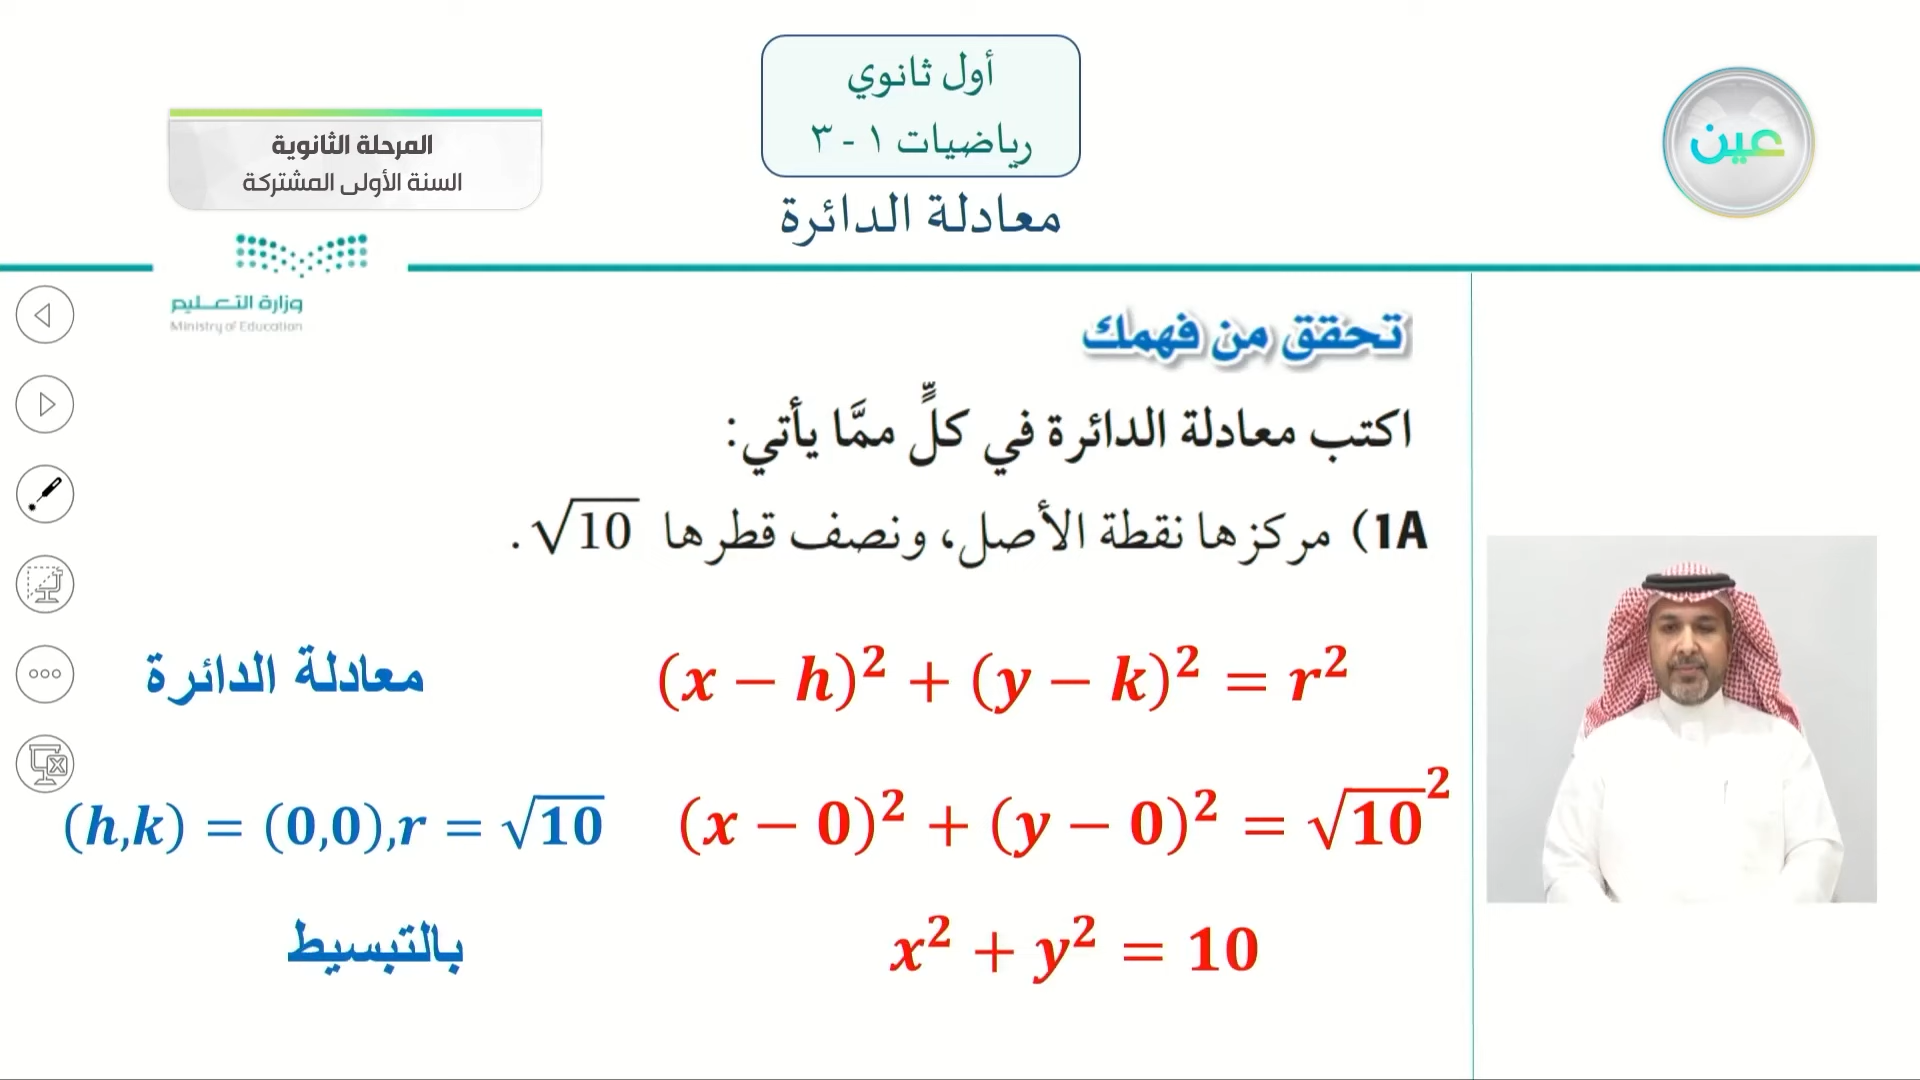 أول ثانوي
رياضيات ١ - ٣
معادلة الدائرة
عين
المرحلة الثانوية
السنة الأولى المشتركة
وزارة التعليم
Ministry of Education
تحقق من فهمك
اكتب معادلة الدائرة في كلٍّ ممَّا يأتي:
1A) مركزها نقطة الأصل، ونصف قطرها √10 .
(x − h)² + (y − k)² = r² معادلة الدائرة
(x − 0)² + (y − 0)² = √10² (h,k) = (0,0),r = √10
x² + y² = 10 بالتبسيط